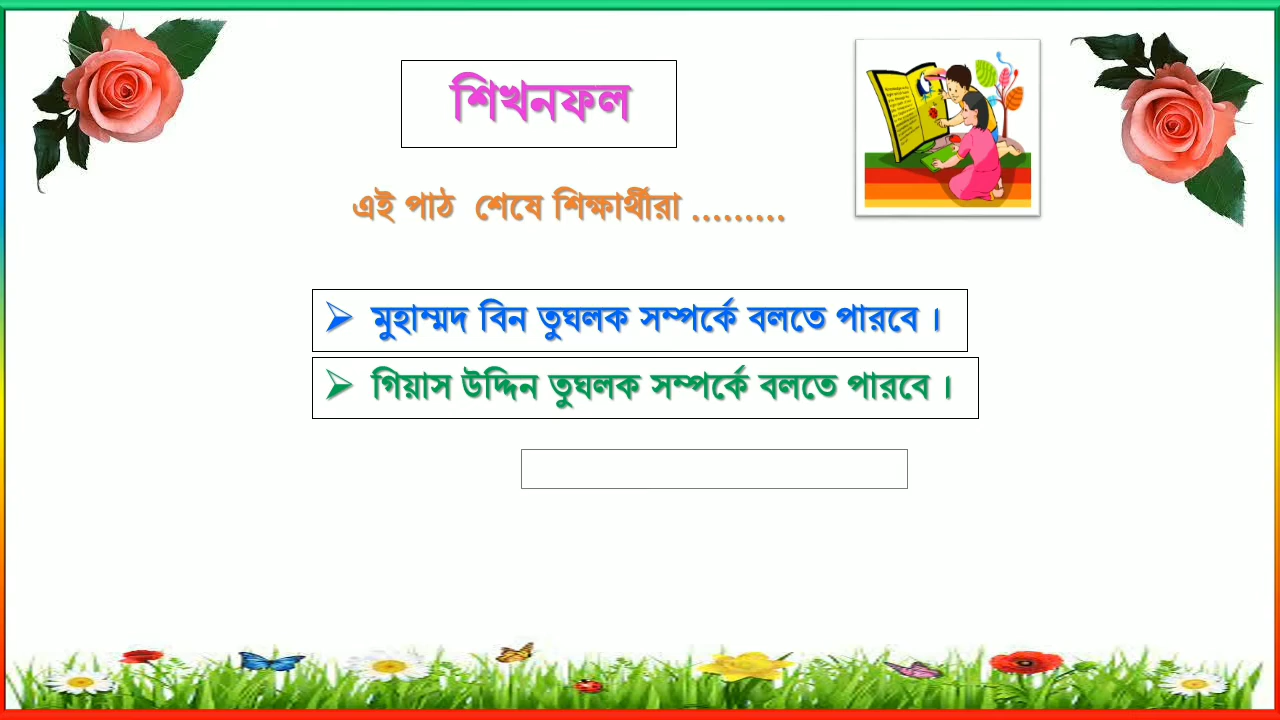 শিখনফল
এই পাঠ শেষে শিক্ষার্থীরা .........
➢ মুহাম্মদ বিন তুঘলক সম্পর্কে বলতে পারবে ।
➢ গিয়াস উদ্দিন তুঘলক সম্পর্কে বলতে পারবে ।